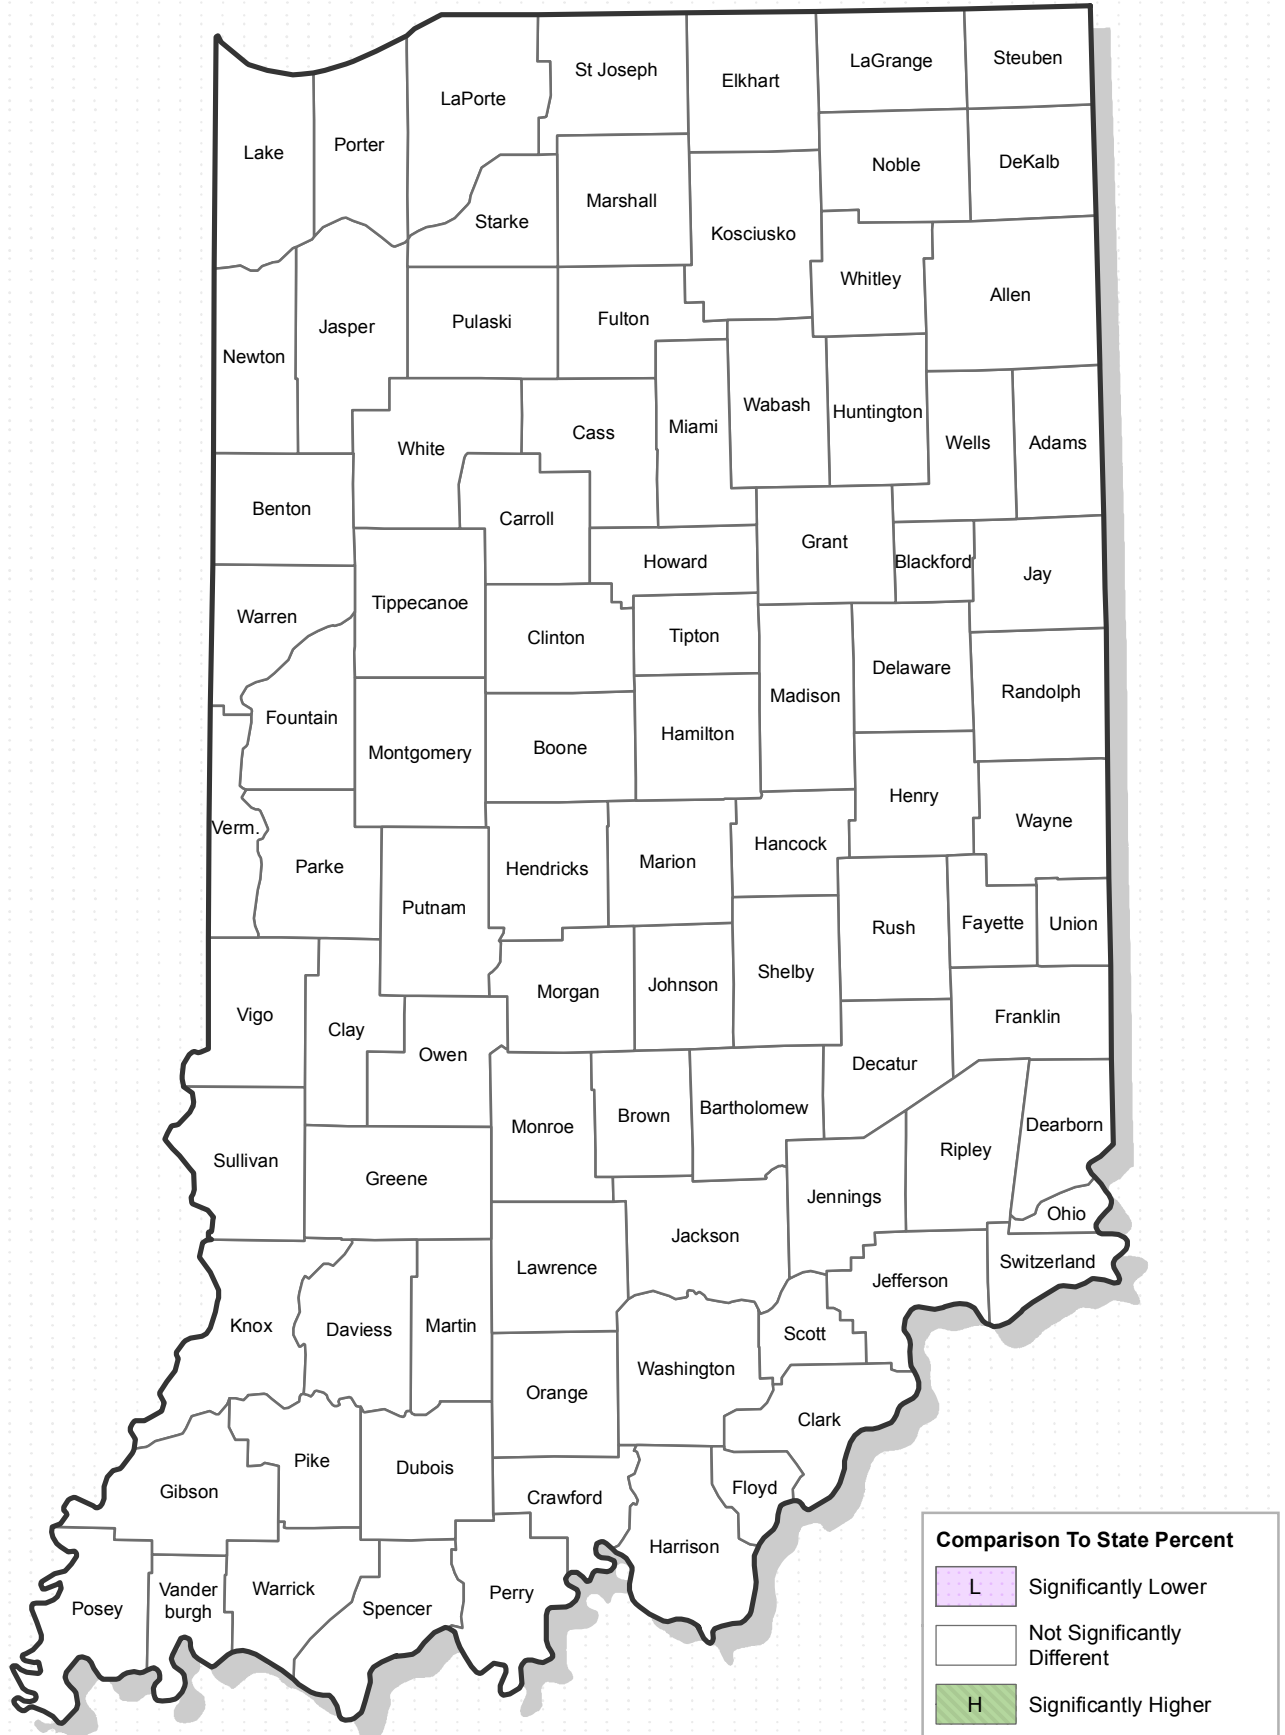 St Joseph
LaGrange
Steuben
Elkhart
LaPorte
Lake
Porter
Noble
DeKalb
Marshall
Starke
Kosciusko
Whitley
Allen
Newton
Jasper
Pulaski
Fulton
Wabash
Huntington
White
Cass
Miami
Wells
Adams
Benton
Carroll
Grant
Howard
Blackford
Jay
Warren
Tippecanoe
Clinton
Tipton
Delaware
Madison
Randolph
Fountain
Montgomery
Boone
Hamilton
Henry
Verm.
Wayne
Parke
Hendricks
Marion
Hancock
Putnam
Rush
Fayette
Union
Vigo
Clay
Morgan
Johnson
Shelby
Franklin
Owen
Decatur
Monroe
Brown
Bartholomew
Dearborn
Sullivan
Greene
Ripley
Jennings
Ohio
Jackson
Lawrence
Switzerland
Jefferson
Knox
Daviess
Martin
Scott
Washington
Orange
Clark
Pike
Dubois
Gibson
Crawford
Floyd
Harrison
Posey
Vander
burgh
Warrick
Spencer
Perry
Comparison To State Percent
L Significantly Lower
Not Significantly
Different
H Significantly Higher